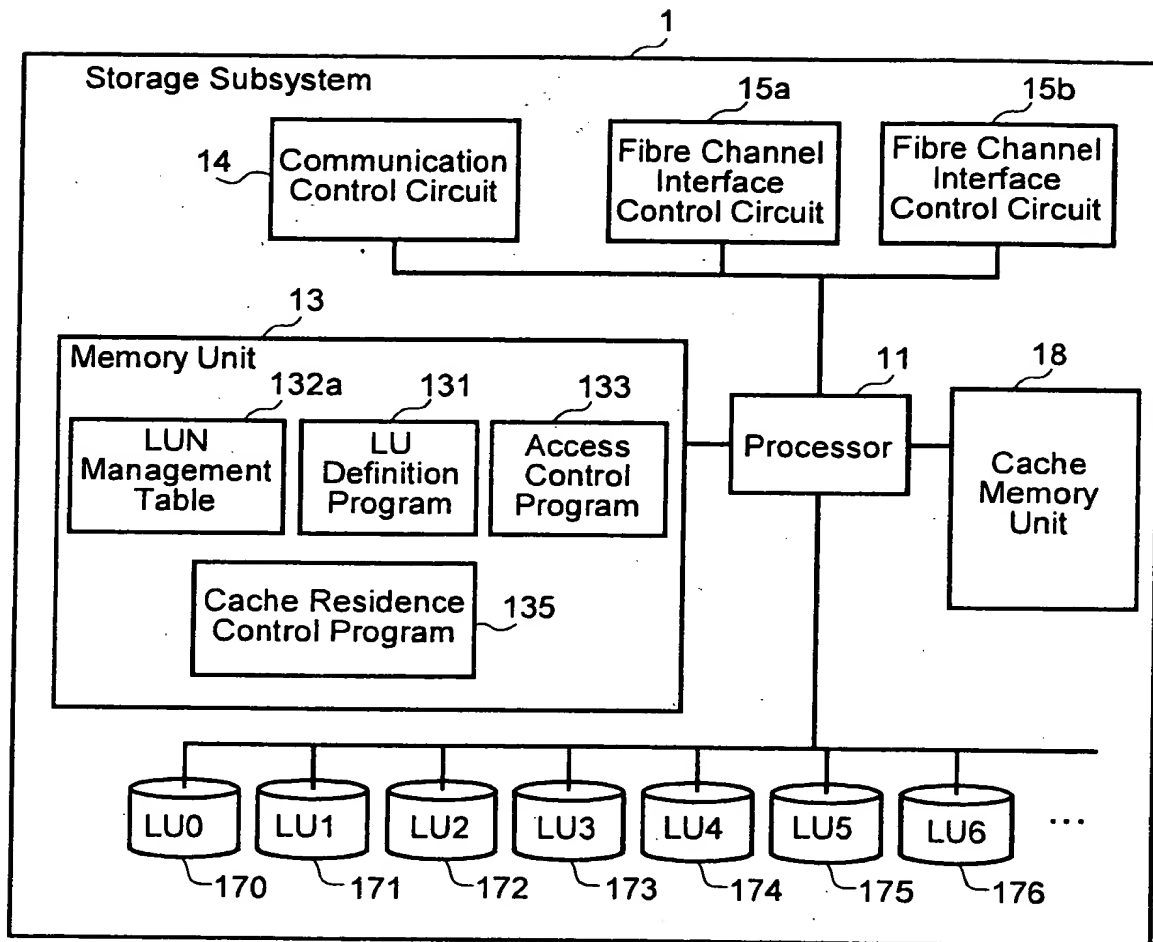 1
Storage Subsystem
15a
15b
14
Communication
Control Circuit
Fibre Channel
Interface
Control Circuit
Fibre Channel
Interface
Control Circuit
13
Memory Unit
132a
131
133
11
18
LUN
Management
Table
LU
Definition
Program
Access
Control
Program
Processor
Cache
Memory
Unit
Cache Residence
Control Program
135
LU0
LU1
LU2
LU3
LU4
LU5
LU6
...
170
171
172
173
174
175
176